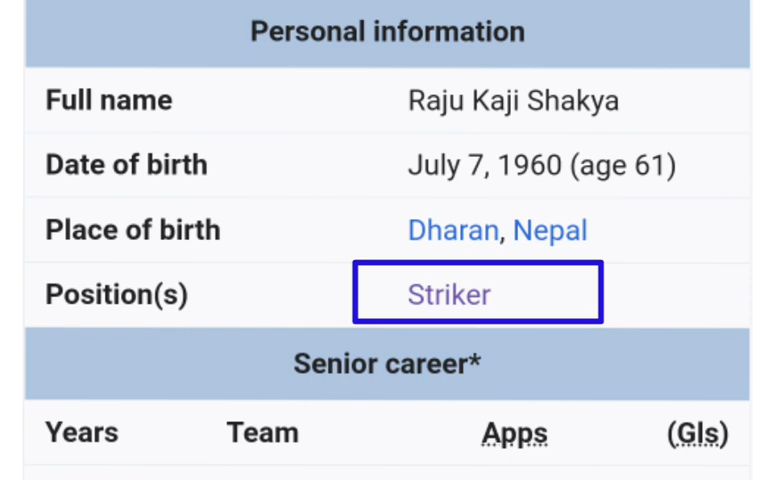 Personal information
Full name Raju Kaji Shakya
Date of birth July 7, 1960 (age 61)
Place of birth Dharan, Nepal
Position(s) Striker
Senior career*
Years Team Apps (Gls)